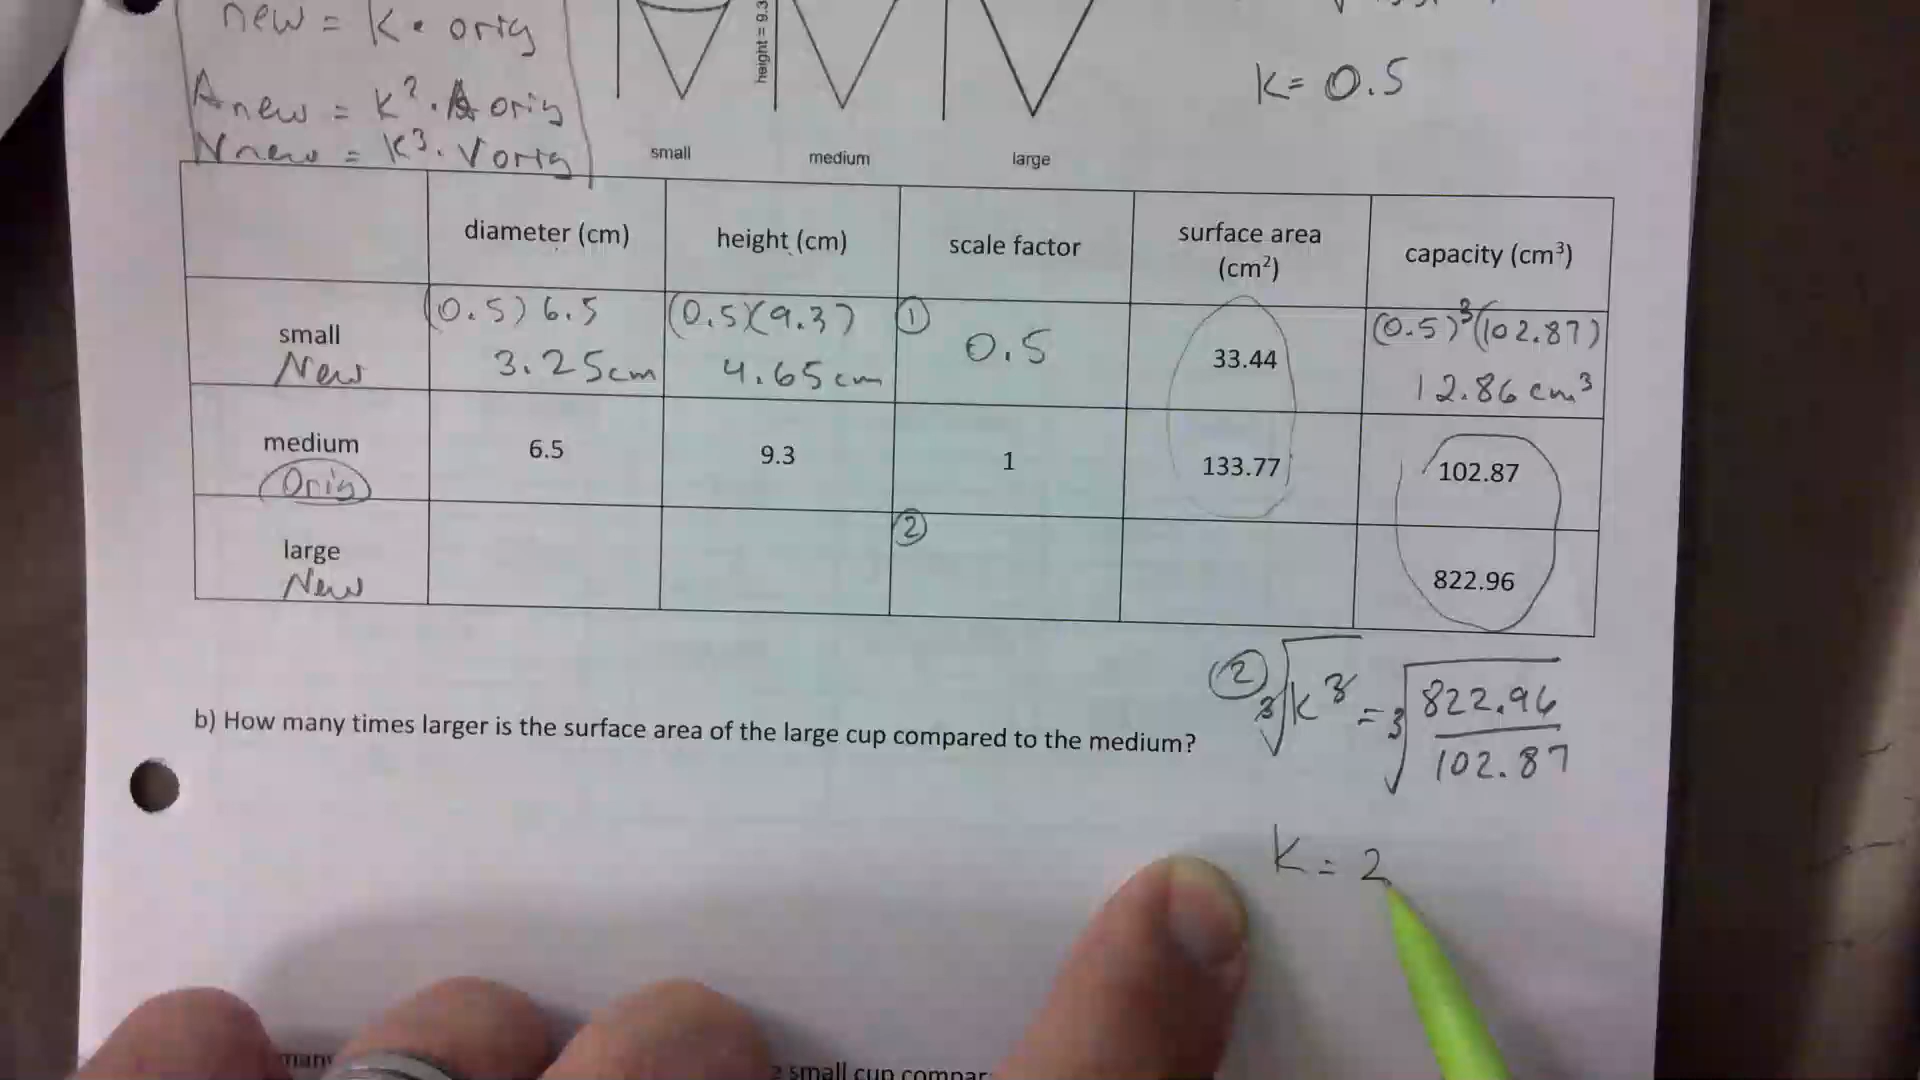 new = K • orig
A new = K². A orig
V new = K³. V orig
height = 9.3
K = 0.5
small
medium
large
diameter (cm)
height (cm)
scale factor
surface area
(cm²)
capacity (cm³)
small
New
(0.5) 6.5
3.25cm
(0.5)(9.3)
4.65cm
①
0.5
33.44
(0.5)³(102.87)
12.86 cm³
medium
Orig
6.5
9.3
1
133.77
102.87
large
New
②
822.96
② ³√K³ = ³√822.96/102.87
b) How many times larger is the surface area of the large cup compared to the medium?
K = 2
small cup